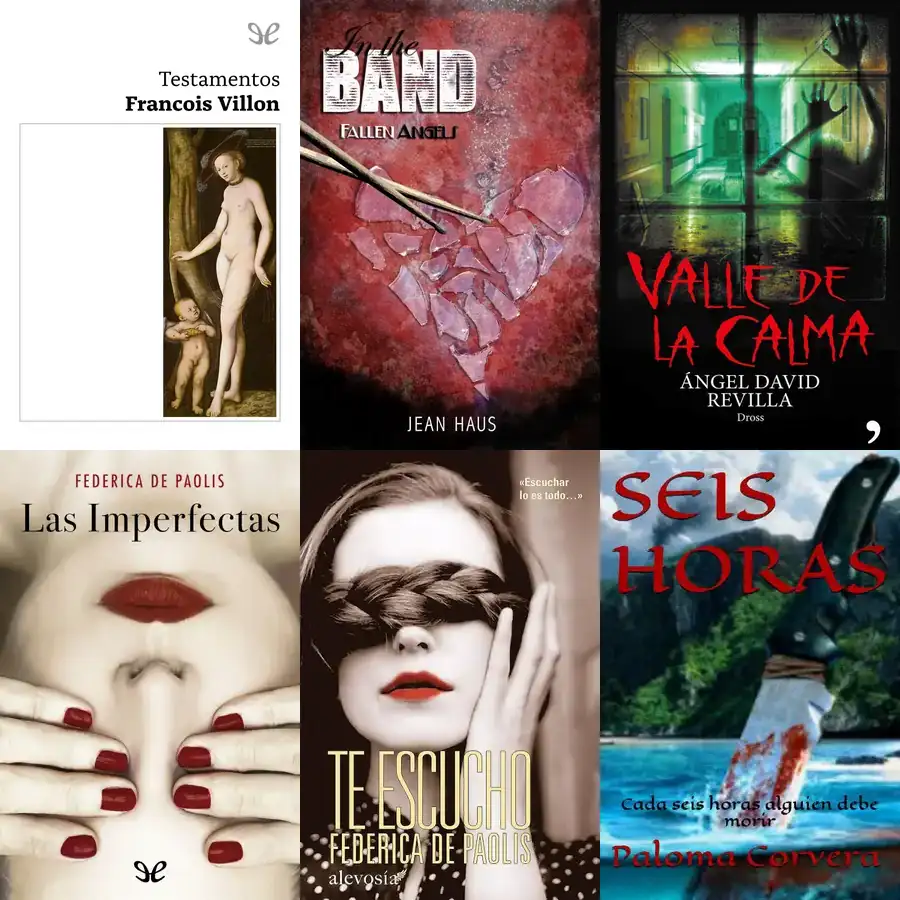 Testamentos
Francois Villon
In the
BAND
FALLEN ANGELS
JEAN HAUS
VALLE DE
LA CALMA
ÁNGEL DAVID
REVILLA
Dross
FEDERICA DE PAOLIS
Las Imperfectas
«Escuchar
lo es todo...»
TE ESCUCHO
FEDERICA DE PAOLIS
alevosía
SEIS
HORAS
Cada seis horas alguien debe
morir
Paloma Corvera